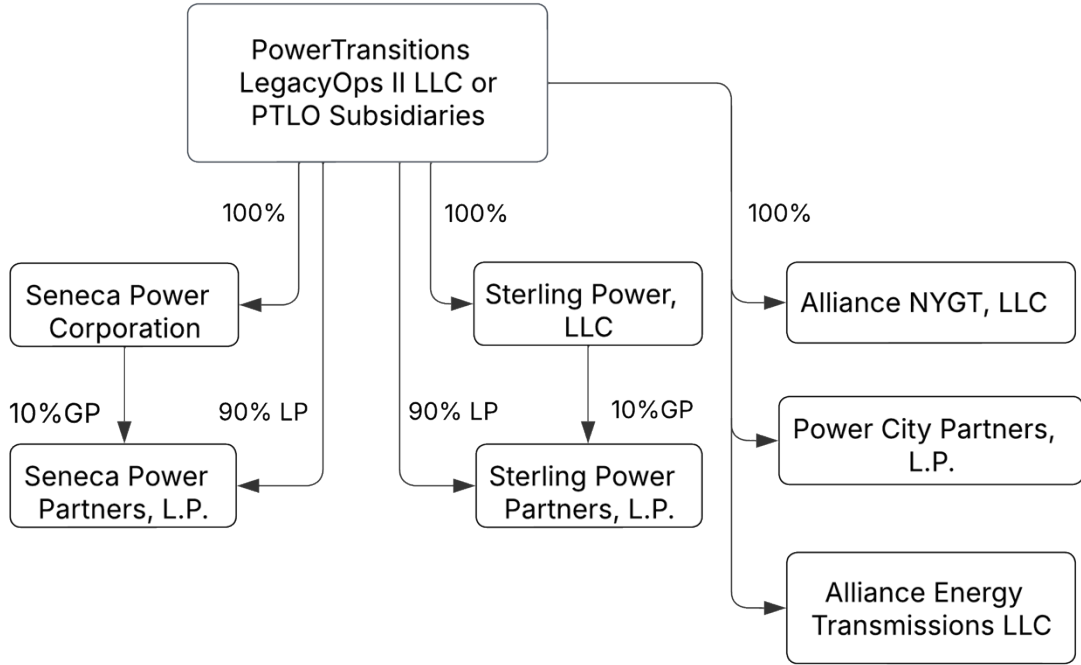 PowerTransitions
LegacyOps II LLC or
PTLO Subsidiaries
100%
100%
100%
Seneca Power
Corporation
Sterling Power,
LLC
Alliance NYGT, LLC
10%GP
90% LP
90% LP
10%GP
Power City Partners,
L.P.
Seneca Power
Partners, L.P.
Sterling Power
Partners, L.P.
Alliance Energy
Transmissions LLC